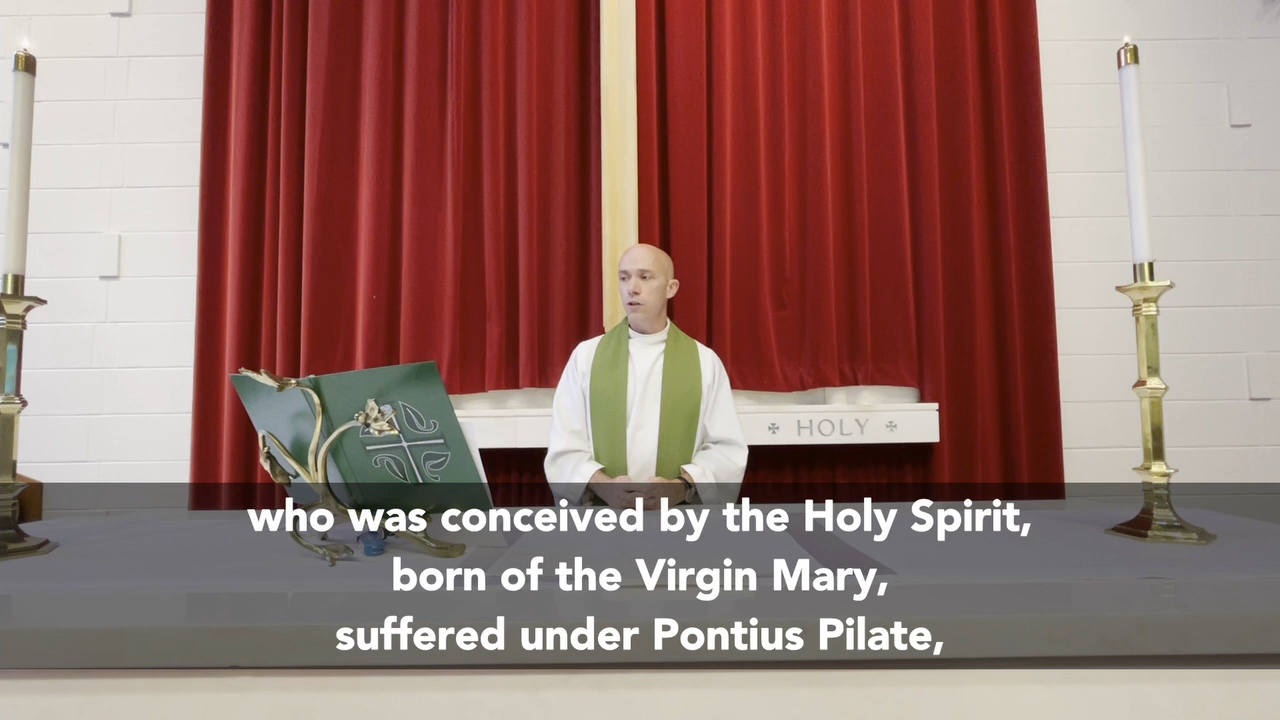 ✠ HOLY ✠
who was conceived by the Holy Spirit,
born of the Virgin Mary,
suffered under Pontius Pilate,